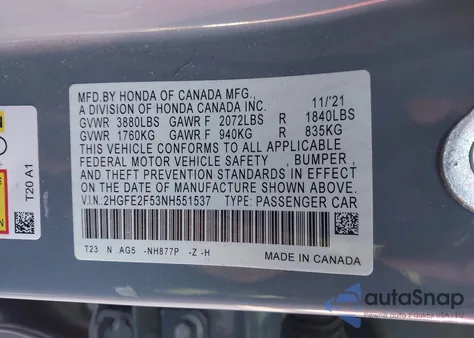 MFD.BY HONDA OF CANADA MFG.,
A DIVISION OF HONDA CANADA INC. 11/'21
GVWR 3880LBS GAWR F 2072LBS R 1840LBS
GVWR 1760KG GAWR F 940KG R 835KG
THIS VEHICLE CONFORMS TO ALL APPLICABLE
FEDERAL MOTOR VEHICLE SAFETY , BUMPER ,
AND THEFT PREVENTION STANDARDS IN EFFECT
ON THE DATE OF MANUFACTURE SHOWN ABOVE.
V.I.N.:2HGFE2F53NH551537 TYPE: PASSENGER CAR
T23 N AG5 -NH877P -Z -H MADE IN CANADA
T20 A1
autoSnap